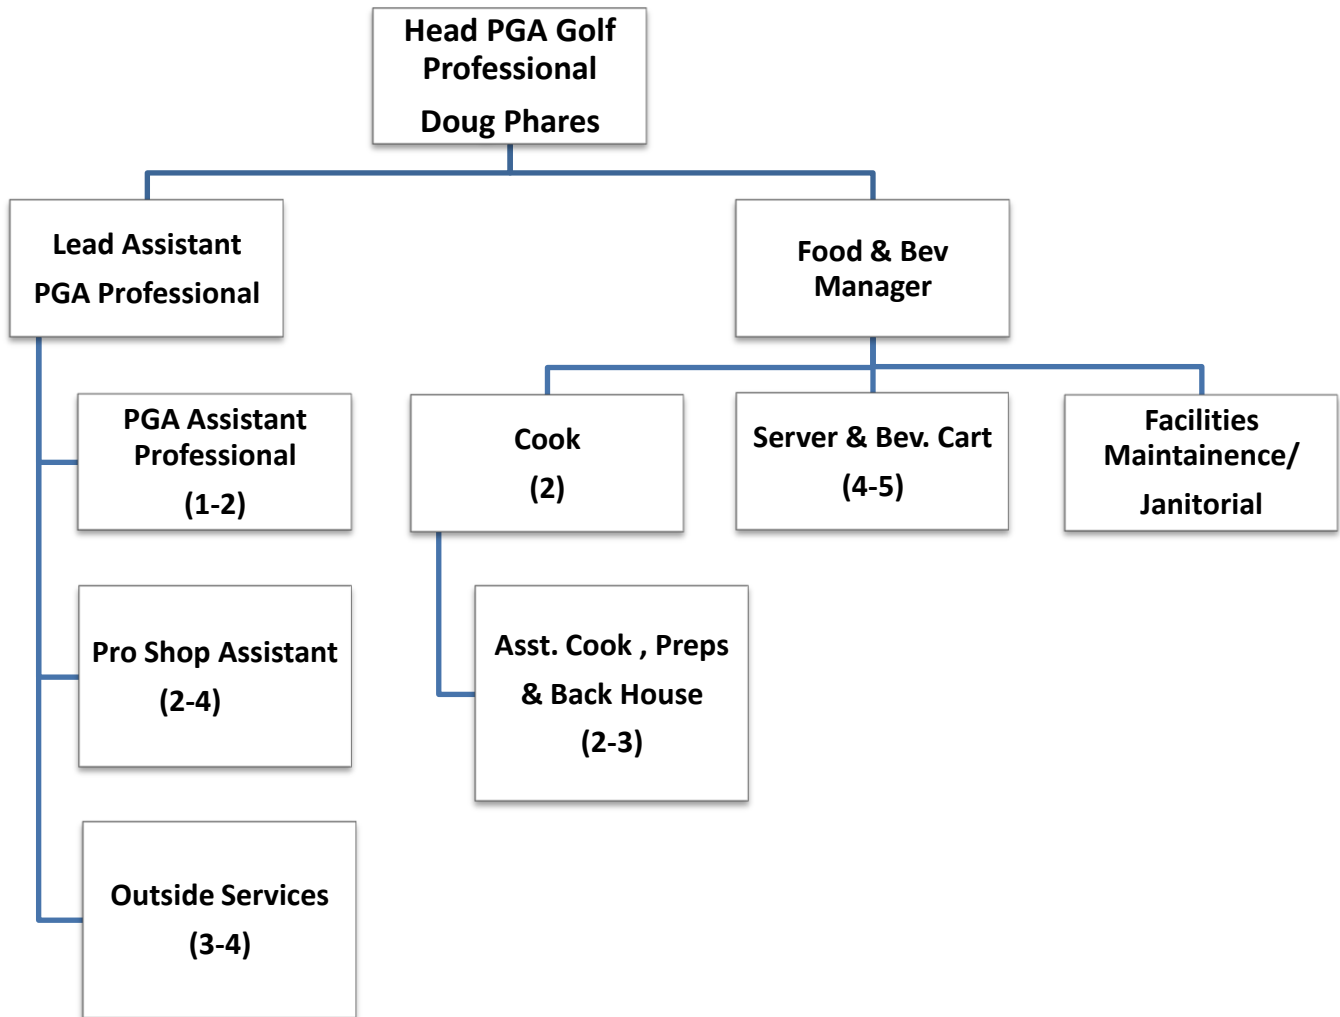 Head PGA Golf
Professional
Doug Phares
Lead Assistant
PGA Professional
Food & Bev
Manager
PGA Assistant
Professional
(1-2)
Cook
(2)
Server & Bev. Cart
(4-5)
Facilities
Maintainence/
Janitorial
Pro Shop Assistant
(2-4)
Asst. Cook , Preps
& Back House
(2-3)
Outside Services
(3-4)